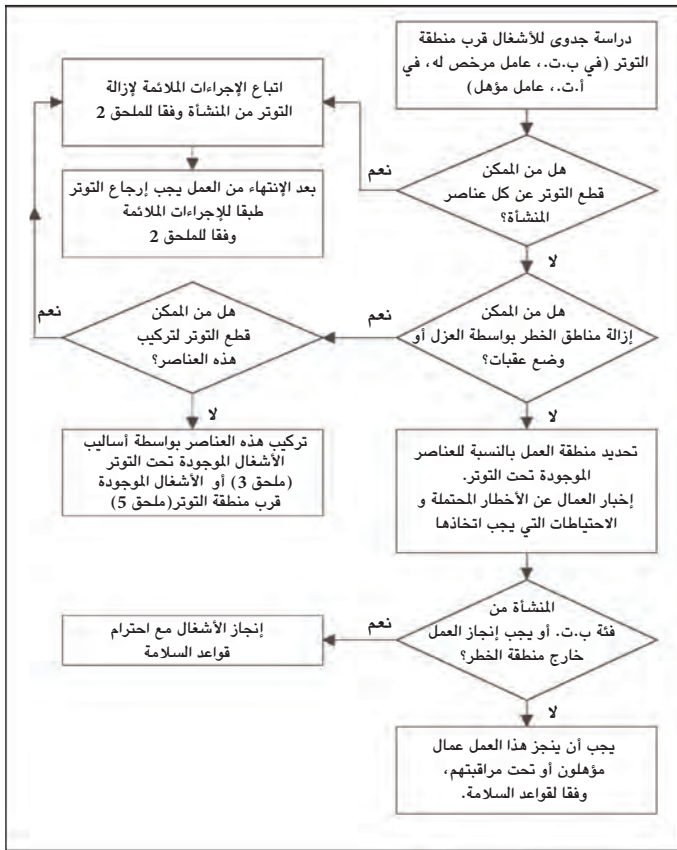 دراسة جدوى للأشغال قرب منطقة
التوتر (في ب.ت.، عامل مرخص له، في
أ.ت.، عامل مؤهل)
هل من الممكن
قطع التوتر عن كل عناصر
المنشأة؟
نعم
اتباع الإجراءات الملائمة لإزالة
التوتر من المنشأة وفقا للملحق 2
بعد الإنتهاء من العمل يجب إرجاع التوتر
طبقا للإجراءات الملائمة
وفقا للملحق 2
لا
هل من الممكن
إزالة مناطق الخطر بواسطة العزل أو
وضع عقبات؟
نعم
هل من الممكن
قطع التوتر لتركيب
هذه العناصر؟
نعم
لا
تركيب هذه العناصر بواسطة أساليب
الأشغال الموجودة تحت التوتر
(ملحق 3) أو الأشغال الموجودة
قرب منطقة التوتر(ملحق 5)
لا
تحديد منطقة العمل بالنسبة للعناصر
الموجودة تحت التوتر.
إخبار العمال عن الأخطار المحتملة و
الاحتياطات التي يجب اتخاذها
المنشأة من
فئة ب.ت. أو يجب إنجاز العمل
خارج منطقة الخطر؟
نعم
إنجاز الأشغال مع احترام
قواعد السلامة
لا
يجب أن ينجز هذا العمل عمال
مؤهلون أو تحت مراقبتهم،
وفقا لقواعد السلامة.